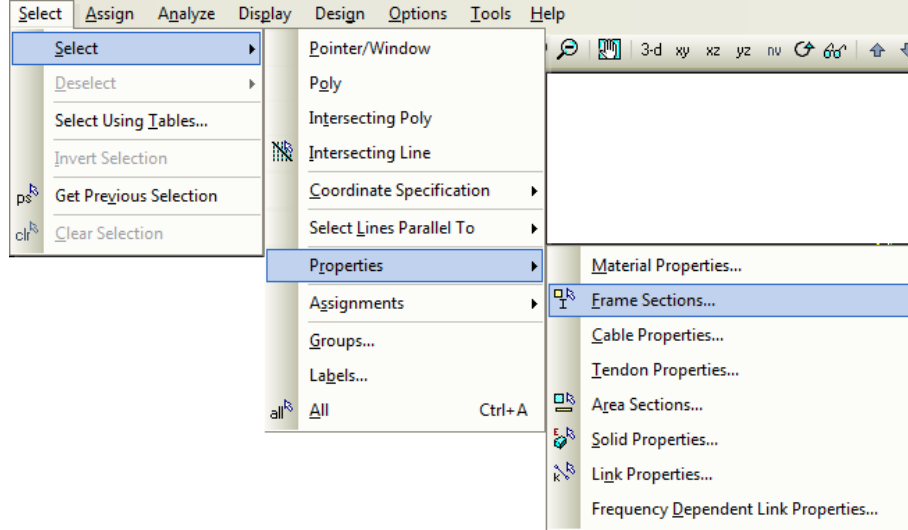 Select Assign Analyze Display Design Options Tools Help
3-d xy xz yz nv
Select
Deselect
Select Using Tables...
Invert Selection
ps Get Previous Selection
clr Clear Selection
Pointer/Window
Poly
Intersecting Poly
Intersecting Line
Coordinate Specification
Select Lines Parallel To
Properties
Assignments
Groups...
Labels...
all All Ctrl+A
Material Properties...
I Frame Sections...
Cable Properties...
Tendon Properties...
Area Sections...
E Solid Properties...
K Link Properties...
Frequency Dependent Link Properties...